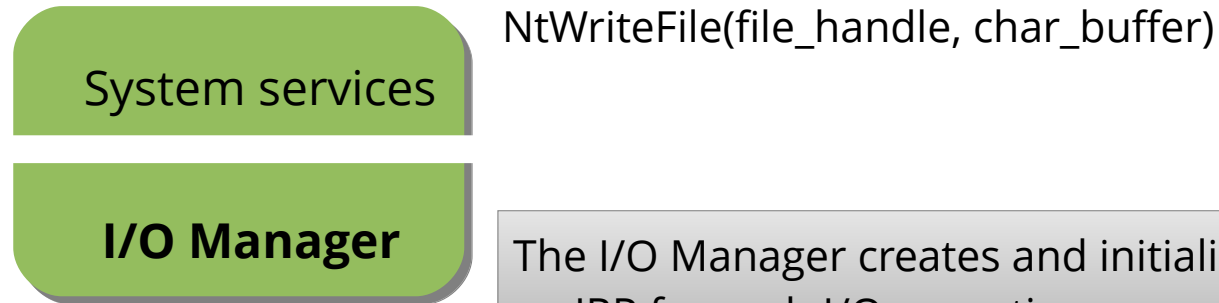 NtWriteFile(file_handle, char_buffer)
System services
I/O Manager
The I/O Manager creates and initiali